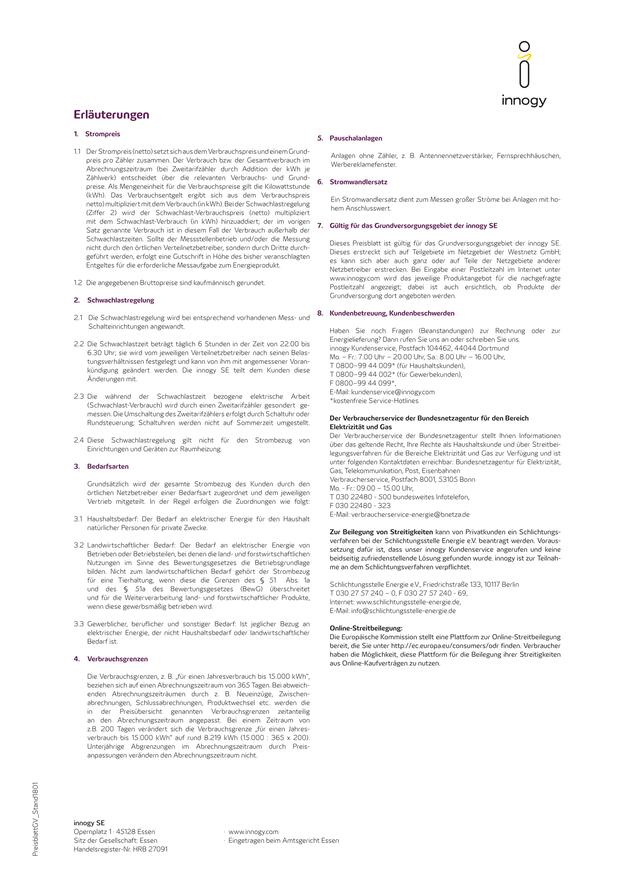 innogy
Erläuterungen
1. Strompreis
1.1 Der Strompreis (netto) setzt sich aus dem Verbrauchspreis und einem Grund-
preis pro Zähler zusammen. Der Verbrauch bzw. der Gesamtverbrauch im
Abrechnungszeitraum (bei Zweitarifzähler durch Addition der kWh je
Zählwerk) entscheidet über die relevanten Verbrauchs- und Grund-
preise. Als Mengeneinheit für die Verbrauchspreise gilt die Kilowattstunde
(kWh). Das Verbrauchsentgelt ergibt sich aus dem Verbrauchspreis
netto) multipliziert mit dem Verbrauch (in kWh). Bei der Schwachlastregelung
(Ziffer 2) wird der Schwachlast-Verbrauchspreis (netto) multipliziert
mit dem Schwachlast-Verbrauch (in kWh) hinzuaddiert; der im vorigen
Satz genannte Verbrauch ist in diesem Fall der Verbrauch außerhalb der
Schwachlastzeiten. Sollte der Messstellenbetrieb und/oder die Messung
nicht durch den örtlichen Verteilnetzbetreiber, sondern durch Dritte durch-
geführt werden, erfolgt eine Gutschrift in Höhe des bisher veranschlagten
Entgeltes für die erforderliche Messaufgabe zum Energieprodukt.
1.2 Die angegebenen Bruttopreise sind kaufmännisch gerundet.
2. Schwachlastregelung
2.1 Die Schwachlastregelung wird bei entsprechend vorhandenen Mess- und
Schalteinrichtungen angewandt.
2.2 Die Schwachlastzeit beträgt täglich 6 Stunden in der Zeit von 22.00 bis
6.30 Uhr; sie wird vom jeweiligen Verteilnetzbetreiber nach seinen Belas-
tungsverhältnissen festgelegt und kann von ihm mit angemessener Voran-
kündigung geändert werden. Die innogy SE teilt dem Kunden diese
Änderungen mit.
2.3 Die während der Schwachlastzeit bezogene elektrische Arbeit
(Schwachlast-Verbrauch) wird durch einen Zweitarifzähler gesondert ge-
messen. Die Umschaltung des Zweitarifzählers erfolgt durch Schaltuhr oder
Rundsteuerung; Schaltuhren werden nicht auf Sommerzeit umgestellt.
2.4 Diese Schwachlastregelung gilt nicht für den Strombezug von
Einrichtungen und Geräten zur Raumheizung.
3. Bedarfsarten
Grundsätzlich wird der gesamte Strombezug des Kunden durch den
örtlichen Netzbetreiber einer Bedarfsart zugeordnet und dem jeweiligen
Vertrieb mitgeteilt. In der Regel erfolgen die Zuordnungen wie folgt:
3.1 Haushaltsbedarf: Der Bedarf an elektrischer Energie für den Haushalt
natürlicher Personen für private Zwecke.
3.2 Landwirtschaftlicher Bedarf: Der Bedarf an elektrischer Energie von
Betrieben oder Betriebsteilen, bei denen die land- und forstwirtschaftlichen
Nutzungen im Sinne des Bewertungsgesetzes die Betriebsgrundlage
bilden. Nicht zum landwirtschaftlichen Bedarf gehört der Strombezug
für eine Tierhaltung, wenn diese die Grenzen des § 51 Abs. 1a
und des § 51a des Bewertungsgesetzes (BewG) überschreitet
und für die Weiterverarbeitung land- und forstwirtschaftlicher Produkte,
wenn diese gewerbsmäßig betrieben wird.
3.3 Gewerblicher, beruflicher und sonstiger Bedarf: Ist jeglicher Bezug an
elektrischer Energie, der nicht Haushaltsbedarf oder landwirtschaftlicher
Bedarf ist.
4. Verbrauchsgrenzen
Die Verbrauchsgrenzen, z. B. „für einen Jahresverbrauch bis 15.000 kWh“,
beziehen sich auf einen Abrechnungszeitraum von 365 Tagen. Bei abweich-
enden Abrechnungszeiträumen durch z. B. Neueinzüge, Zwischen-
abrechnungen, Schlussabrechnungen, Produktwechsel etc. werden die
in der Preisübersicht genannten Verbrauchsgrenzen zeitanteilig
an den Abrechnungszeitraum angepasst. Bei einem Zeitraum von
z.B. 200 Tagen verändert sich die Verbrauchsgrenze „für einen Jahres-
verbrauch bis 15.000 kWh“ auf rund 8.219 kWh (15.000 : 365 x 200).
Unterjährige Abgrenzungen im Abrechnungszeitraum durch Preis-
anpassungen verändern den Abrechnungszeitraum nicht.
5. Pauschalanlagen
Anlagen ohne Zähler, z. B. Antennennetzverstärker, Fernsprechhäuschen,
Werbereklamefenster.
6. Stromwandlersatz
Ein Stromwandlersatz dient zum Messen großer Ströme bei Anlagen mit ho-
hem Anschlusswert.
7. Gültig für das Grundversorgungsgebiet der innogy SE
Dieses Preisblatt ist gültig für das Grundversorgungsgebiet der innogy SE.
Dieses erstreckt sich auf Teilgebiete im Netzgebiet der Westnetz GmbH;
es kann sich aber auch ganz oder auf Teile der Netzgebiete anderer
Netzbetreiber erstrecken. Bei Eingabe einer Postleitzahl im Internet unter
www.innogy.com wird das jeweilige Produktangebot für die nachgefragte
Postleitzahl angezeigt; dabei ist auch ersichtlich, ob Produkte der
Grundversorgung dort angeboten werden.
8. Kundenbetreuung, Kundenbeschwerden
Haben Sie noch Fragen (Beanstandungen) zur Rechnung oder zur
Energielieferung? Dann rufen Sie uns an oder schreiben Sie uns.
innogy, Postfach 104462, 44044 Dortmund
Mo. – Fr.: 7.00 Uhr – 20.00 Uhr, Sa.: 8.00 Uhr – 16.00 Uhr,
T 0800–99 44 009* (für Haushaltskunden),
T 0800–99 44 002* (für Gewerbekunden),
F 0800–99 44 099*,
E-Mail: kundenservice@innogy.com
*kostenfreie Service-Hotlines
Der Verbraucherservice der Bundesnetzagentur für den Bereich
Elektrizität und Gas
Der Verbraucherservice der Bundesnetzagentur stellt Ihnen Informationen
über das geltende Recht, Ihre Rechte als Haushaltskunde und über Streitbei-
legungsverfahren für die Bereiche Elektrizität und Gas zur Verfügung und ist
unter folgenden Kontaktdaten erreichbar: Bundesnetzagentur für Elektrizität,
Gas, Telekommunikation, Post, Eisenbahnen
Verbraucherservice, Postfach 8001, 53105 Bonn
Mo. - Fr.: 09.00 – 15.00 Uhr,
T 030 22480 - 500 bundesweites Infotelefon,
F 030 22480 - 323
E-Mail: verbraucherservice-energie@bnetza.de
Zur Beilegung von Streitigkeiten kann von Privatkunden ein Schlichtungs-
verfahren bei der Schlichtungsstelle Energie e.V. beantragt werden. Voraus-
setzung dafür ist, dass unser innogy Kundenservice angerufen und keine
beidseitig zufriedenstellende Lösung gefunden wurde. innogy ist zur Teilnah-
me an dem Schlichtungsverfahren verpflichtet.
Schlichtungsstelle Energie e.V., Friedrichstraße 133, 10117 Berlin
T 030 27 57 240 – 0, F 030 27 57 240 - 69,
Internet: www.schlichtungsstelle-energie.de,
E-Mail: info@schlichtungsstelle-energie.de
Online-Streitbeilegung:
Die Europäische Kommission stellt eine Plattform zur Online-Streitbeilegung
bereit, die Sie unter http://ec.europa.eu/consumers/odr finden. Verbraucher
haben die Möglichkeit, diese Plattform für die Beilegung ihrer Streitigkeiten
aus Online-Kaufverträgen zu nutzen.
PreisblattGV_Stand1801
innogy SE
Opernplatz 1 · 45128 Essen · www.innogy.com
Sitz der Gesellschaft: Essen · Eingetragen beim Amtsgericht Essen
Handelsregister-Nr. HRB 27091